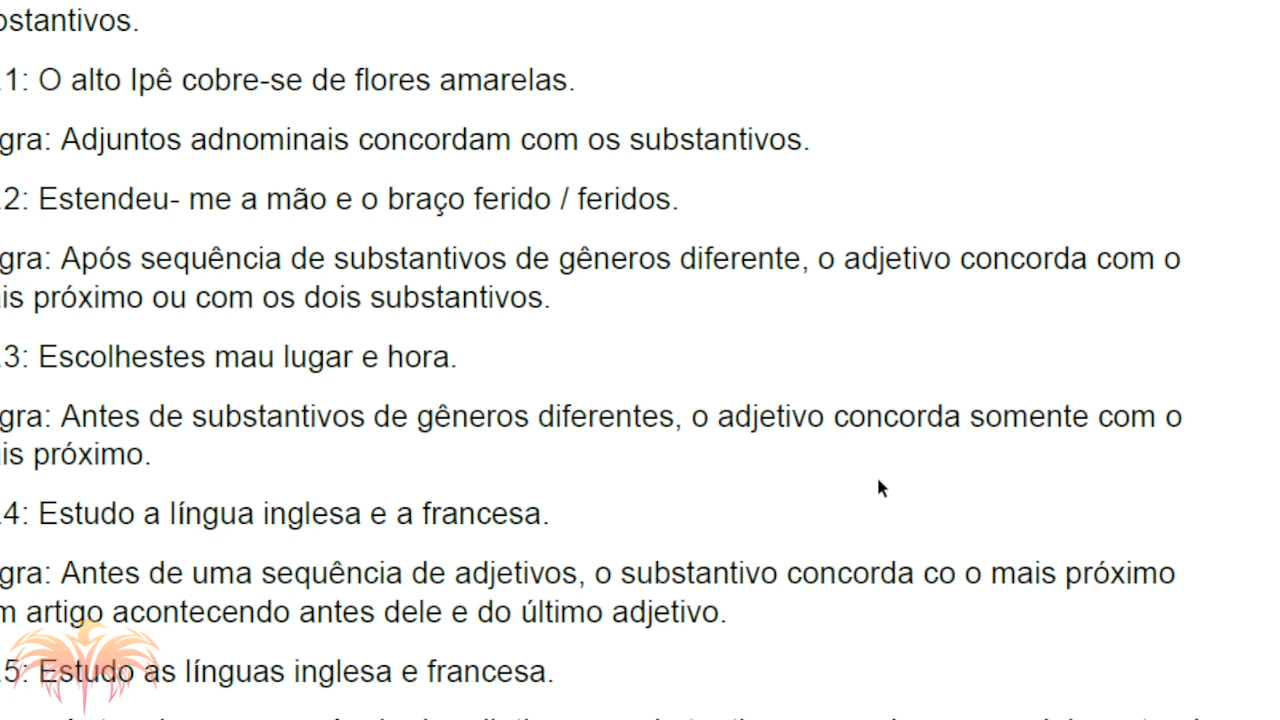 ostantivos.
.1: O alto Ipê cobre-se de flores amarelas.
gra: Adjuntos adnominais concordam com os substantivos.
.2: Estendeu- me a mão e o braço ferido / feridos.
gra: Após sequência de substantivos de gêneros diferente, o adjetivo concorda com o
is próximo ou com os dois substantivos.
.3: Escolhestes mau lugar e hora.
gra: Antes de substantivos de gêneros diferentes, o adjetivo concorda somente com o
is próximo.
.4: Estudo a língua inglesa e a francesa.
gra: Antes de uma sequência de adjetivos, o substantivo concorda co o mais próximo
m artigo acontecendo antes dele e do último adjetivo.
.5: Estudo as línguas inglesa e francesa.